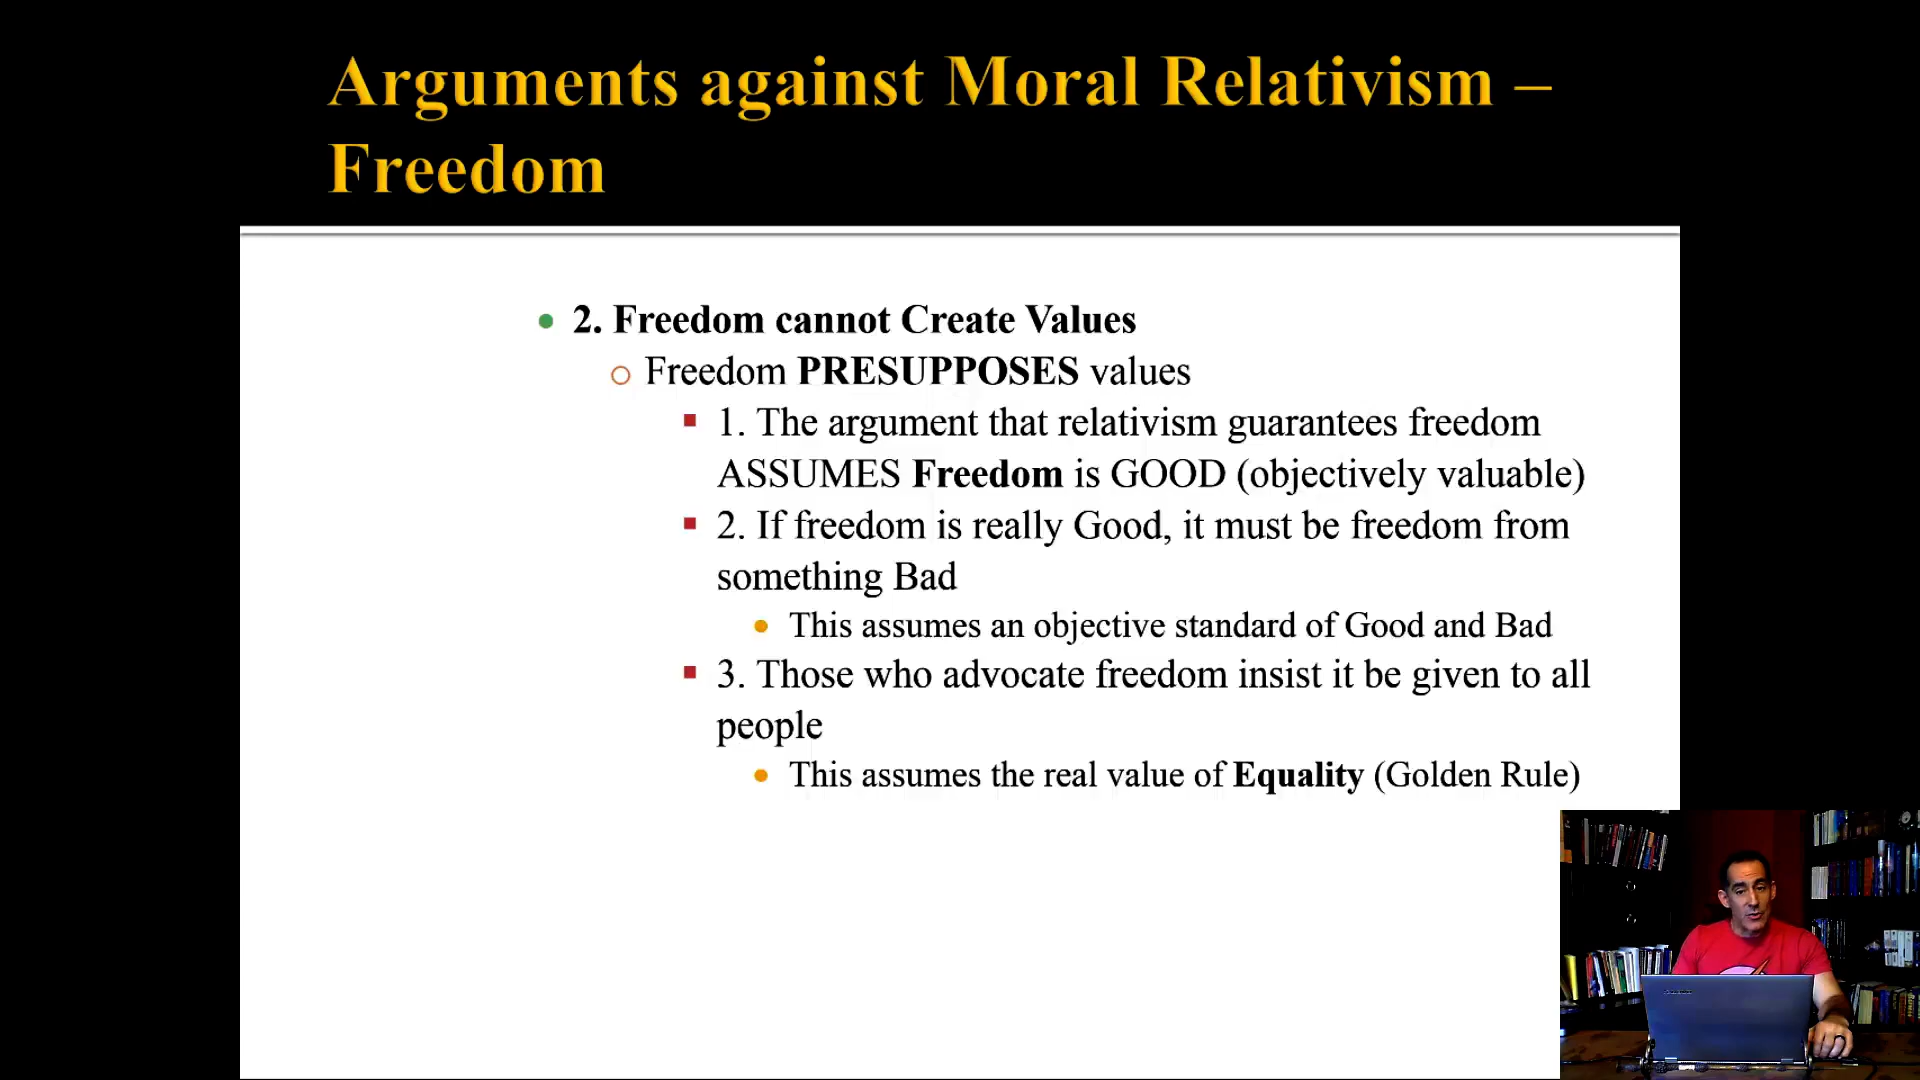 Arguments against Moral Relativism –
Freedom
2. Freedom cannot Create Values
Freedom PRESUPPOSES values
1. The argument that relativism guarantees freedom
ASSUMES Freedom is GOOD (objectively valuable)
2. If freedom is really Good, it must be freedom from
something Bad
This assumes an objective standard of Good and Bad
3. Those who advocate freedom insist it be given to all
people
This assumes the real value of Equality (Golden Rule)